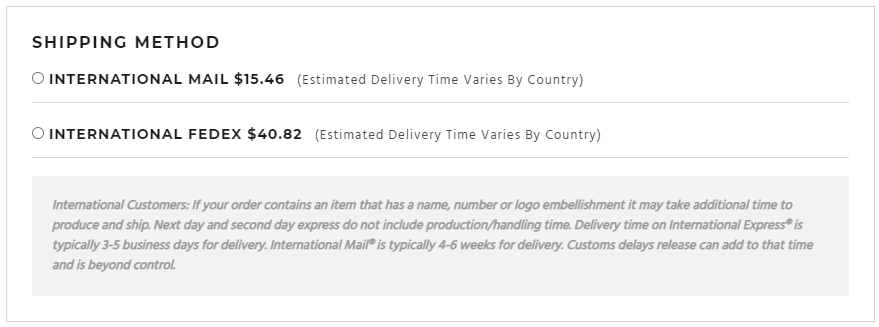 SHIPPING METHOD
INTERNATIONAL MAIL $15.46 (Estimated Delivery Time Varies By Country)
INTERNATIONAL FEDEX $40.82 (Estimated Delivery Time Varies By Country)
International Customers: If your order contains an item that has a name, number or logo embellishment it may take additional time to
produce and ship. Next day and second day express do not include production/handling time. Delivery time on International Express® is
typically 3-5 business days for delivery. International Mail® is typically 4-6 weeks for delivery. Customs delays release can add to that time
and is beyond control.